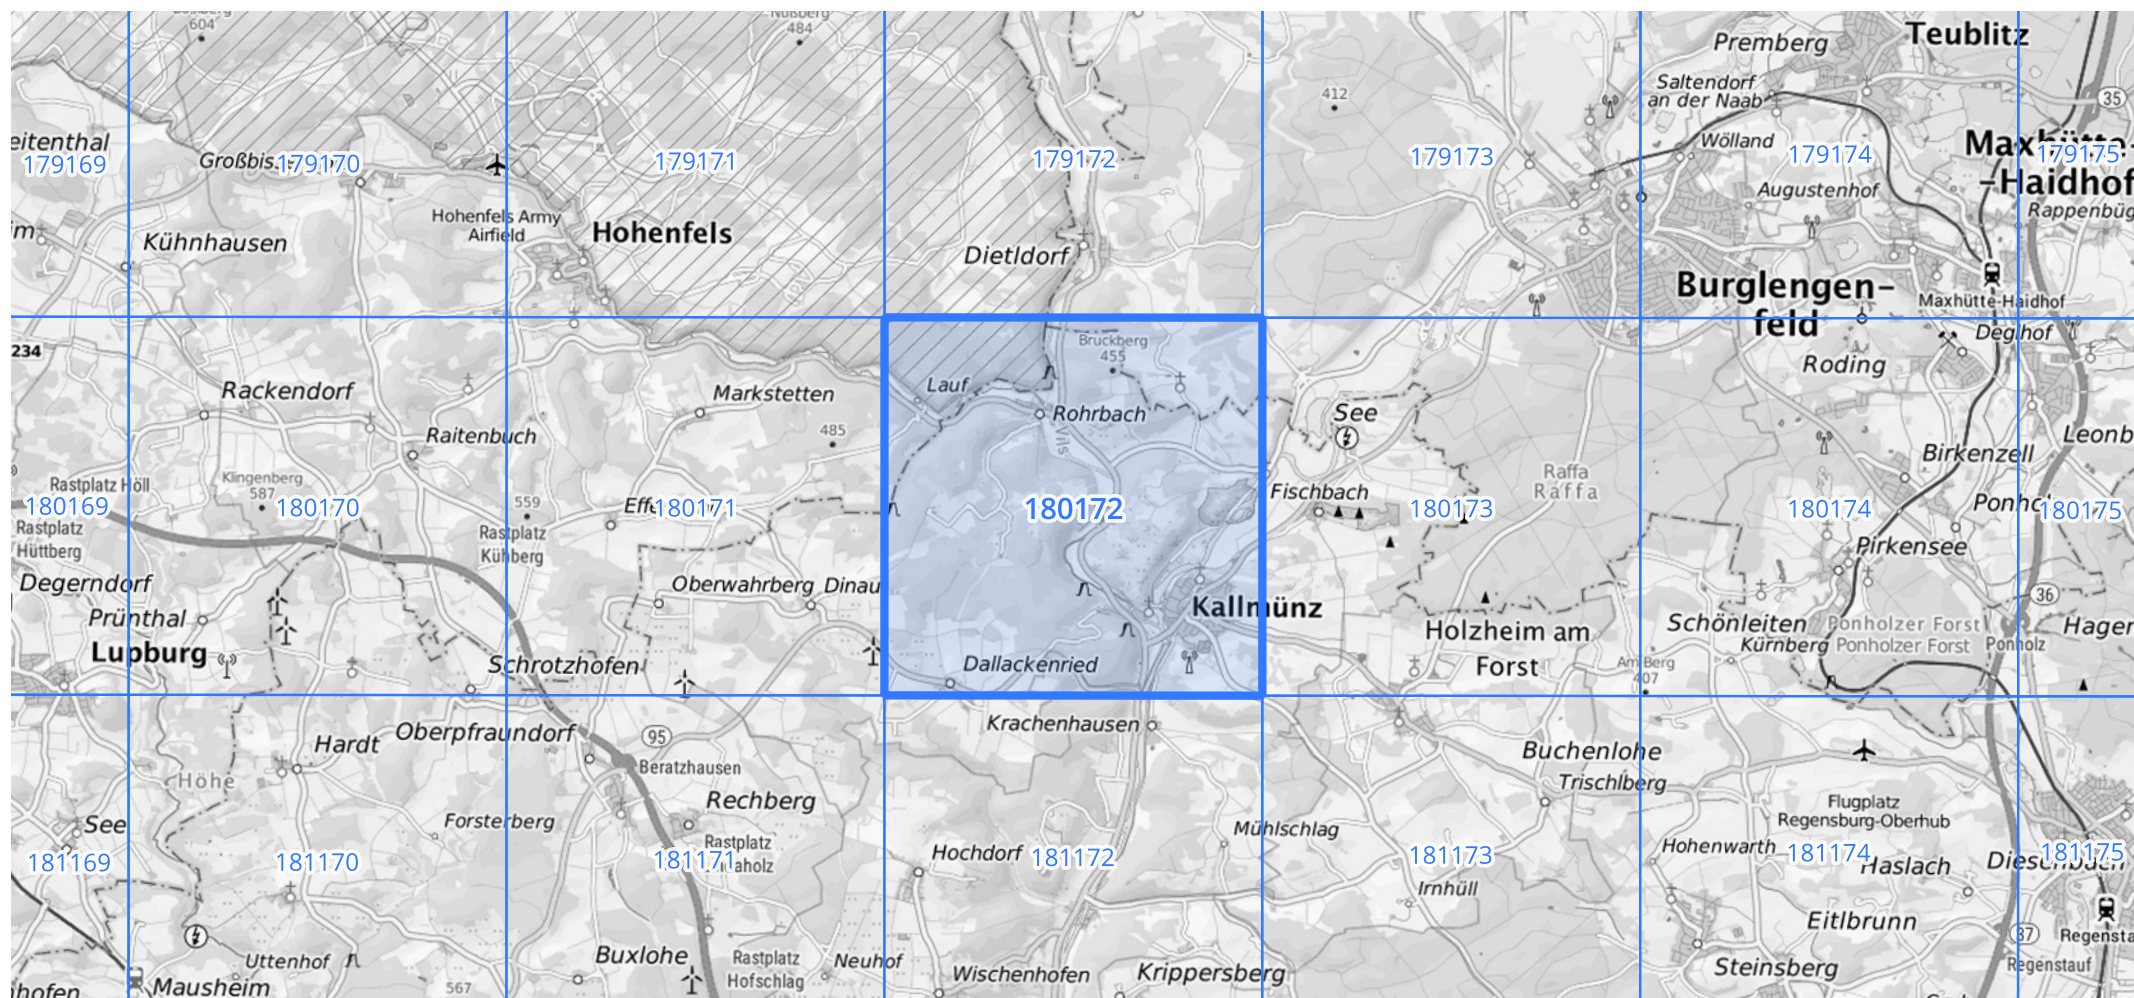 604
484
Teublitz
Premberg
Saltendorf
an der Naab
412
35
eitenthal
179169
179170
179171
179172
179173
Wölland
179174
Maxhütte-
-Haidhof
179175
Augustenhof
Rappenbüg
im
Kühnhausen
Hohenfels Army
Airfield
Hohenfels
Dietldorf
Burglengen-
feld
Maxhütte-Haidhof
Deglhof
234
Bruckberg
455
Roding
Rackendorf
Markstetten
Lauf
Rohrbach
See
Vils
Raitenbuch
485
Leonb
Birkenzell
Klingenberg
587
Rastplatz Höll
559
Raffa
Raffa
Fischbach
180169
180170
180171
180172
180173
180174
180175
Rastplatz
Hüttberg
Rastplatz
Kühberg
Pirkensee
Degerndorf
Oberwahrberg
Dinau
36
Prünthal
Kallmünz
Schönleiten
Ponholzer Forst
Ponholzer Forst
Ponholz
Hager
Lupburg
Holzheim am
Forst
Kürnberg
Schrotzhofen
Dallackenried
Am Berg
407
Krachenhausen
Oberpfraundorf
95
Hardt
Buchenlohe
Beratzhausen
Trischlberg
Höhe
Rechberg
Flugplatz
Regensburg-Oberhub
Forsterberg
See
Mühlschlag
Rastplatz
Hochdorf
Hohenwarth
181169
181170
181171
181172
181173
181174
181175
Haslach
Diesenbach
Irnhüll
Eitlbrunn
37
Regensta
Buxlohe
Rastplatz
Hofschlag
Neuhof
Uttenhof
Wischenhofen
Krippersberg
Steinsberg
Regenstauf
Mausheim
567
nhofen